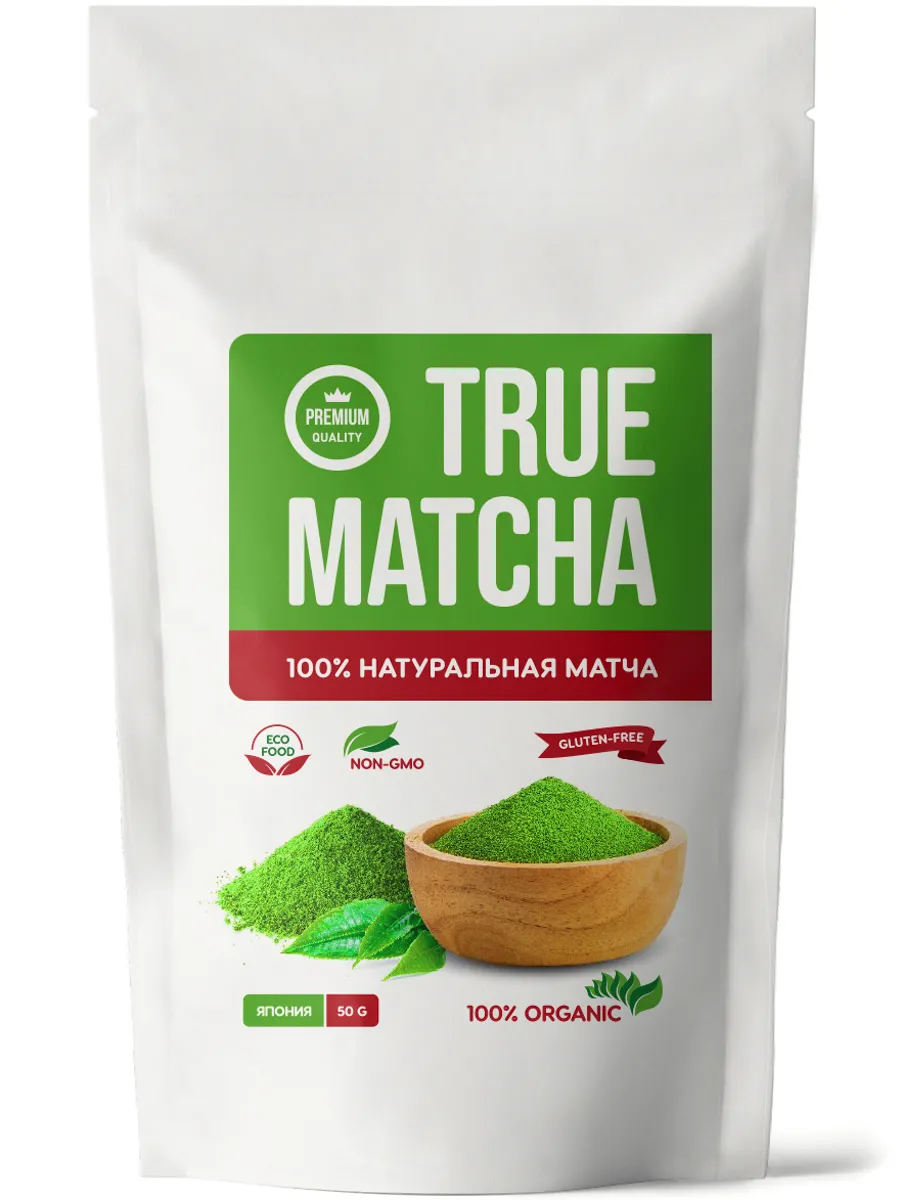 PREMIUM
QUALITY
TRUE
MATCHA
100% НАТУРАЛЬНАЯ МАТЧА
ECO
FOOD
NON-GMO
GLUTEN-FREE
ЯПОНИЯ
50 G
100% ORGANIC